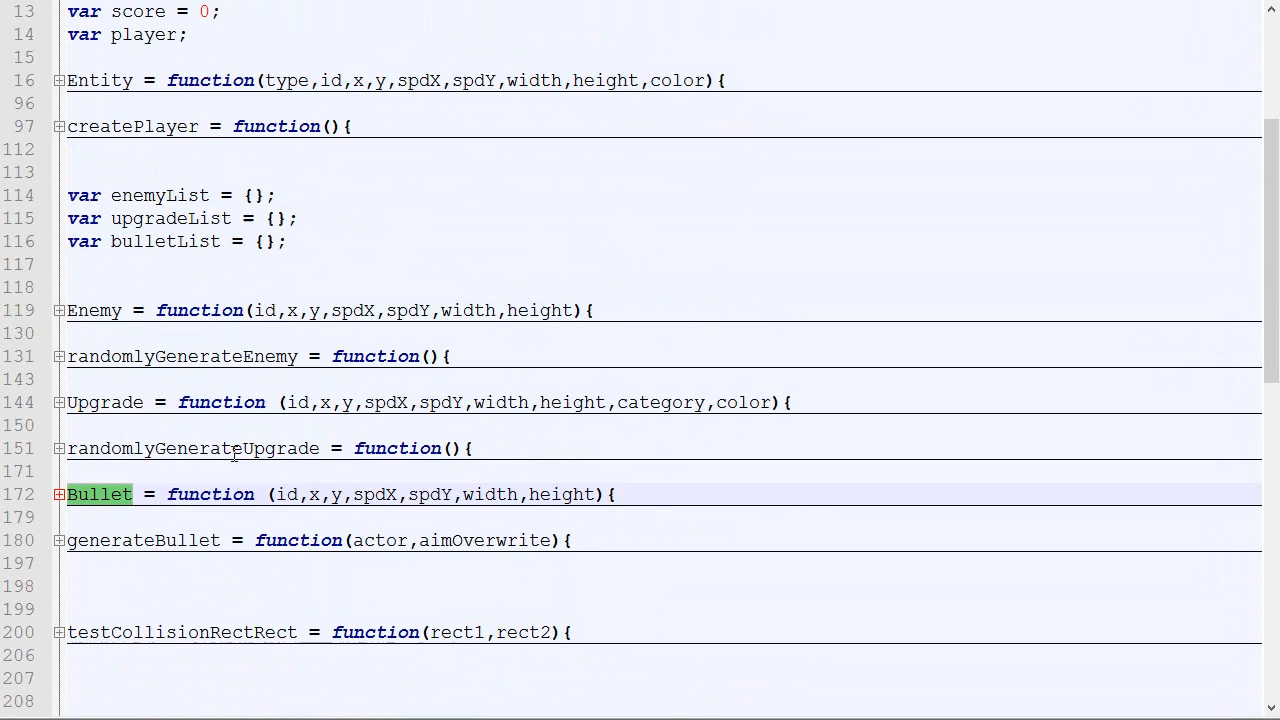 13 var score = 0;
14 var player;
15
16 Entity = function(type,id,x,y,spdX,spdY,width,height,color){
96
97 createPlayer = function(){
112
113
114 var enemyList = {};
115 var upgradeList = {};
116 var bulletList = {};
117
118
119 Enemy = function(id,x,y,spdX,spdY,width,height){
130
131 randomlyGenerateEnemy = function(){
143
144 Upgrade = function (id,x,y,spdX,spdY,width,height,category,color){
150
151 randomlyGenerateUpgrade = function(){
171
172 Bullet = function (id,x,y,spdX,spdY,width,height){
179
180 generateBullet = function(actor,aimOverwrite){
197
198
199
200 testCollisionRectRect = function(rect1,rect2){
206
207
208